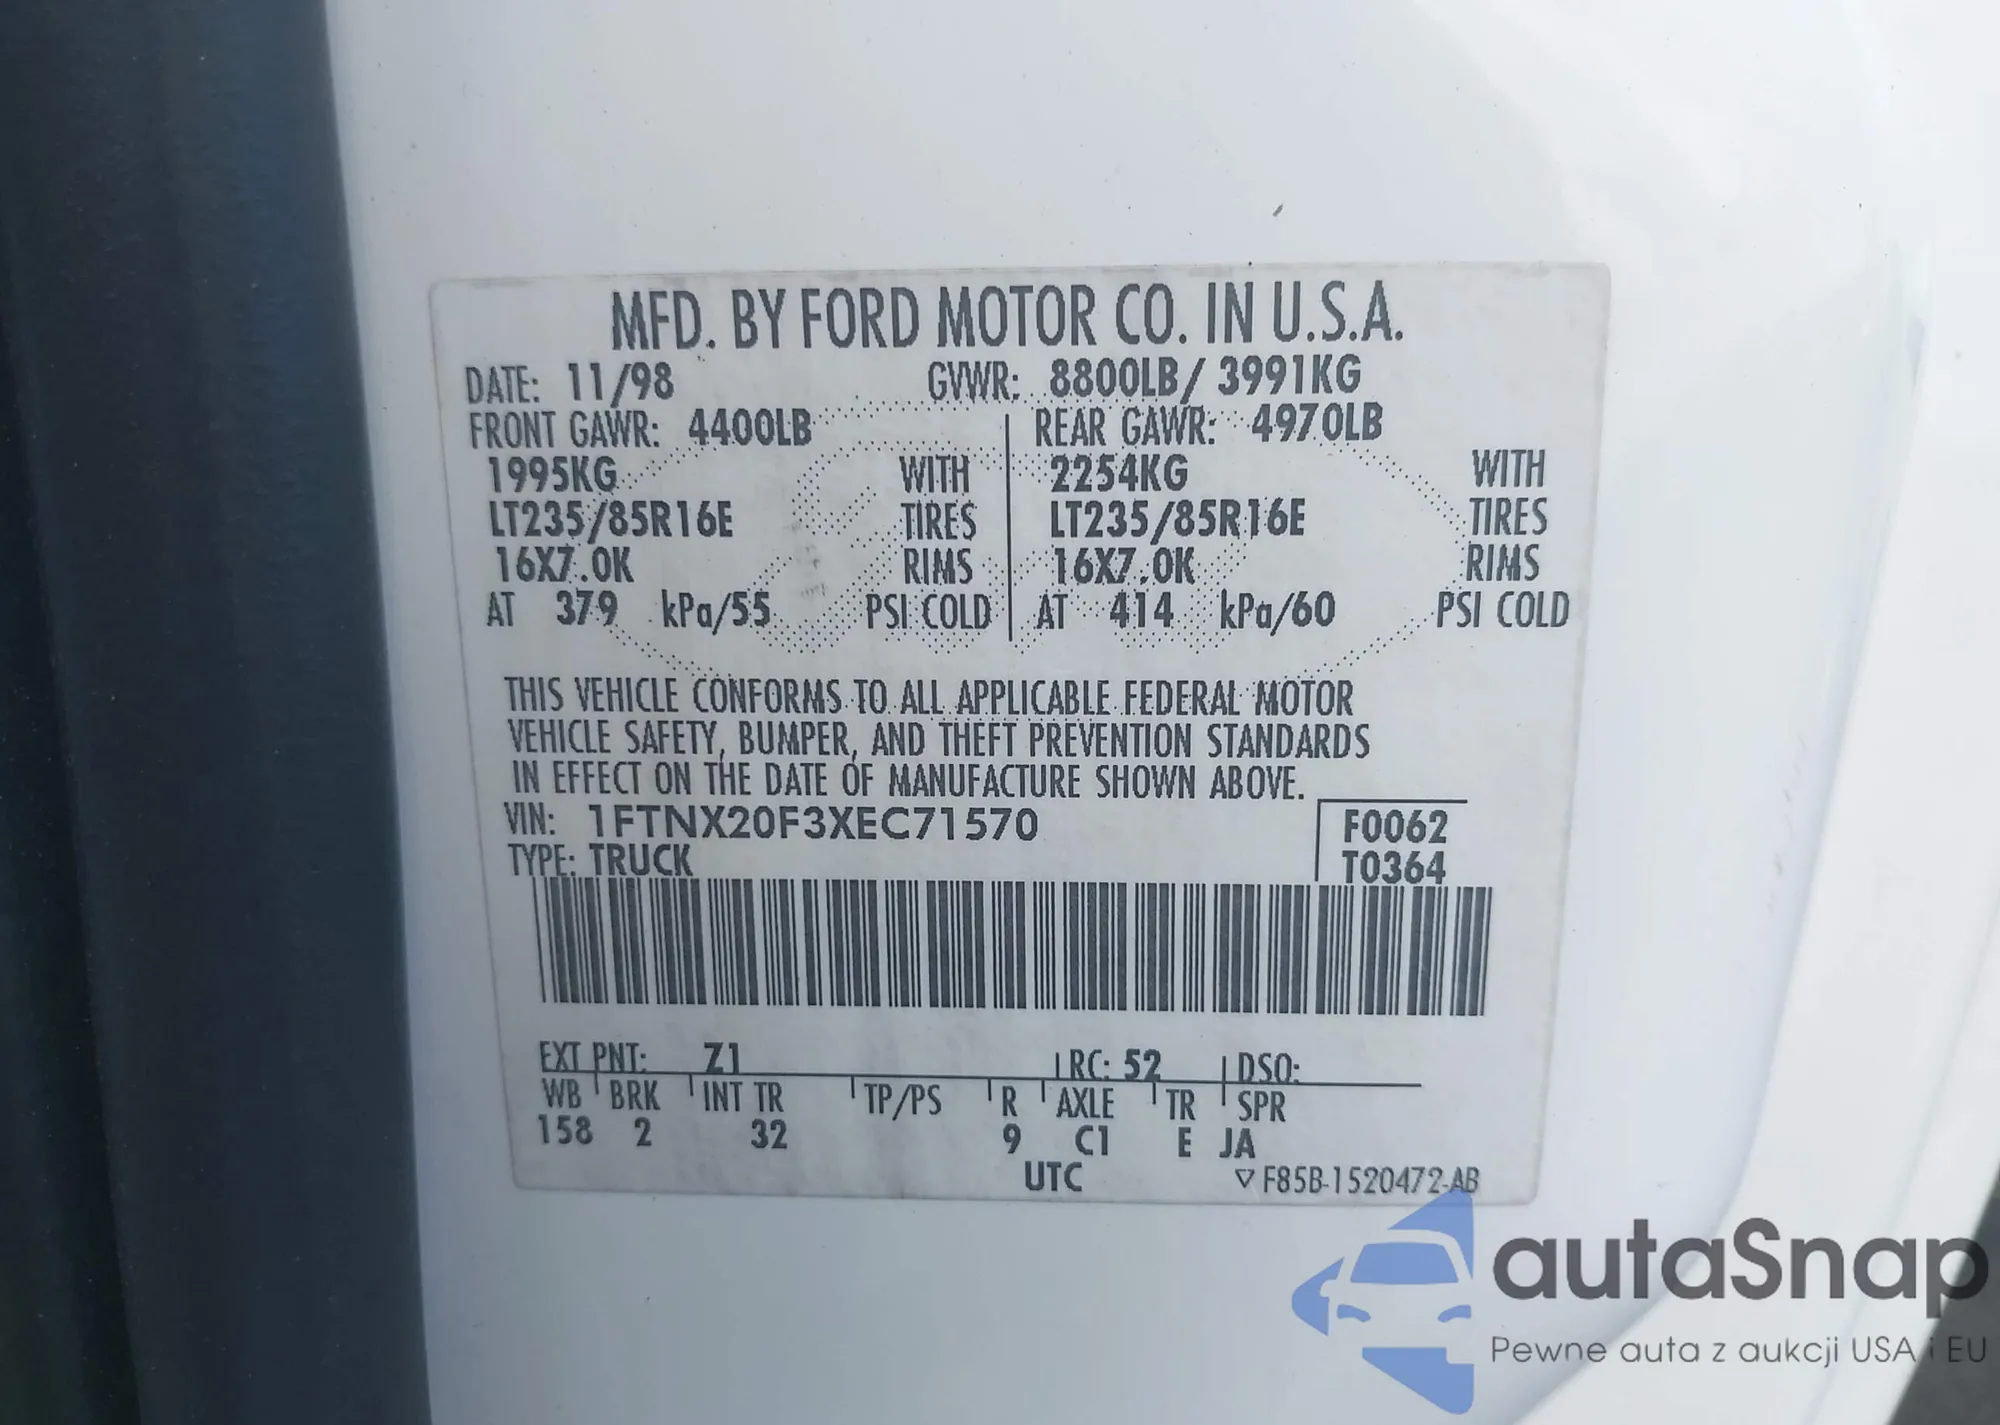 MFD. BY FORD MOTOR CO. IN U.S.A.
DATE: 11/98 GVWR: 8800LB/ 3991KG
FRONT GAWR: 4400LB REAR GAWR: 4970LB
1995KG WITH 2254KG WITH
LT235/85R16E TIRES LT235/85R16E TIRES
16X7.0K RIMS 16X7.0K RIMS
AT 379 kPa/55 PSI COLD AT 414 kPa/60 PSI COLD
THIS VEHICLE CONFORMS TO ALL APPLICABLE FEDERAL MOTOR
VEHICLE SAFETY, BUMPER, AND THEFT PREVENTION STANDARDS
IN EFFECT ON THE DATE OF MANUFACTURE SHOWN ABOVE.
VIN: 1FTNX20F3XEC71570 F0062
TYPE: TRUCK T0364
EXT PNT: Z1 RC: 52 DSO:
WB BRK INT TR TP/PS R AXLE TR SPR
158 2 32 9 C1 E JA
UTC ▽F85B-1520472-AB
autaSnap
Pewne auta z aukcji USA i EU